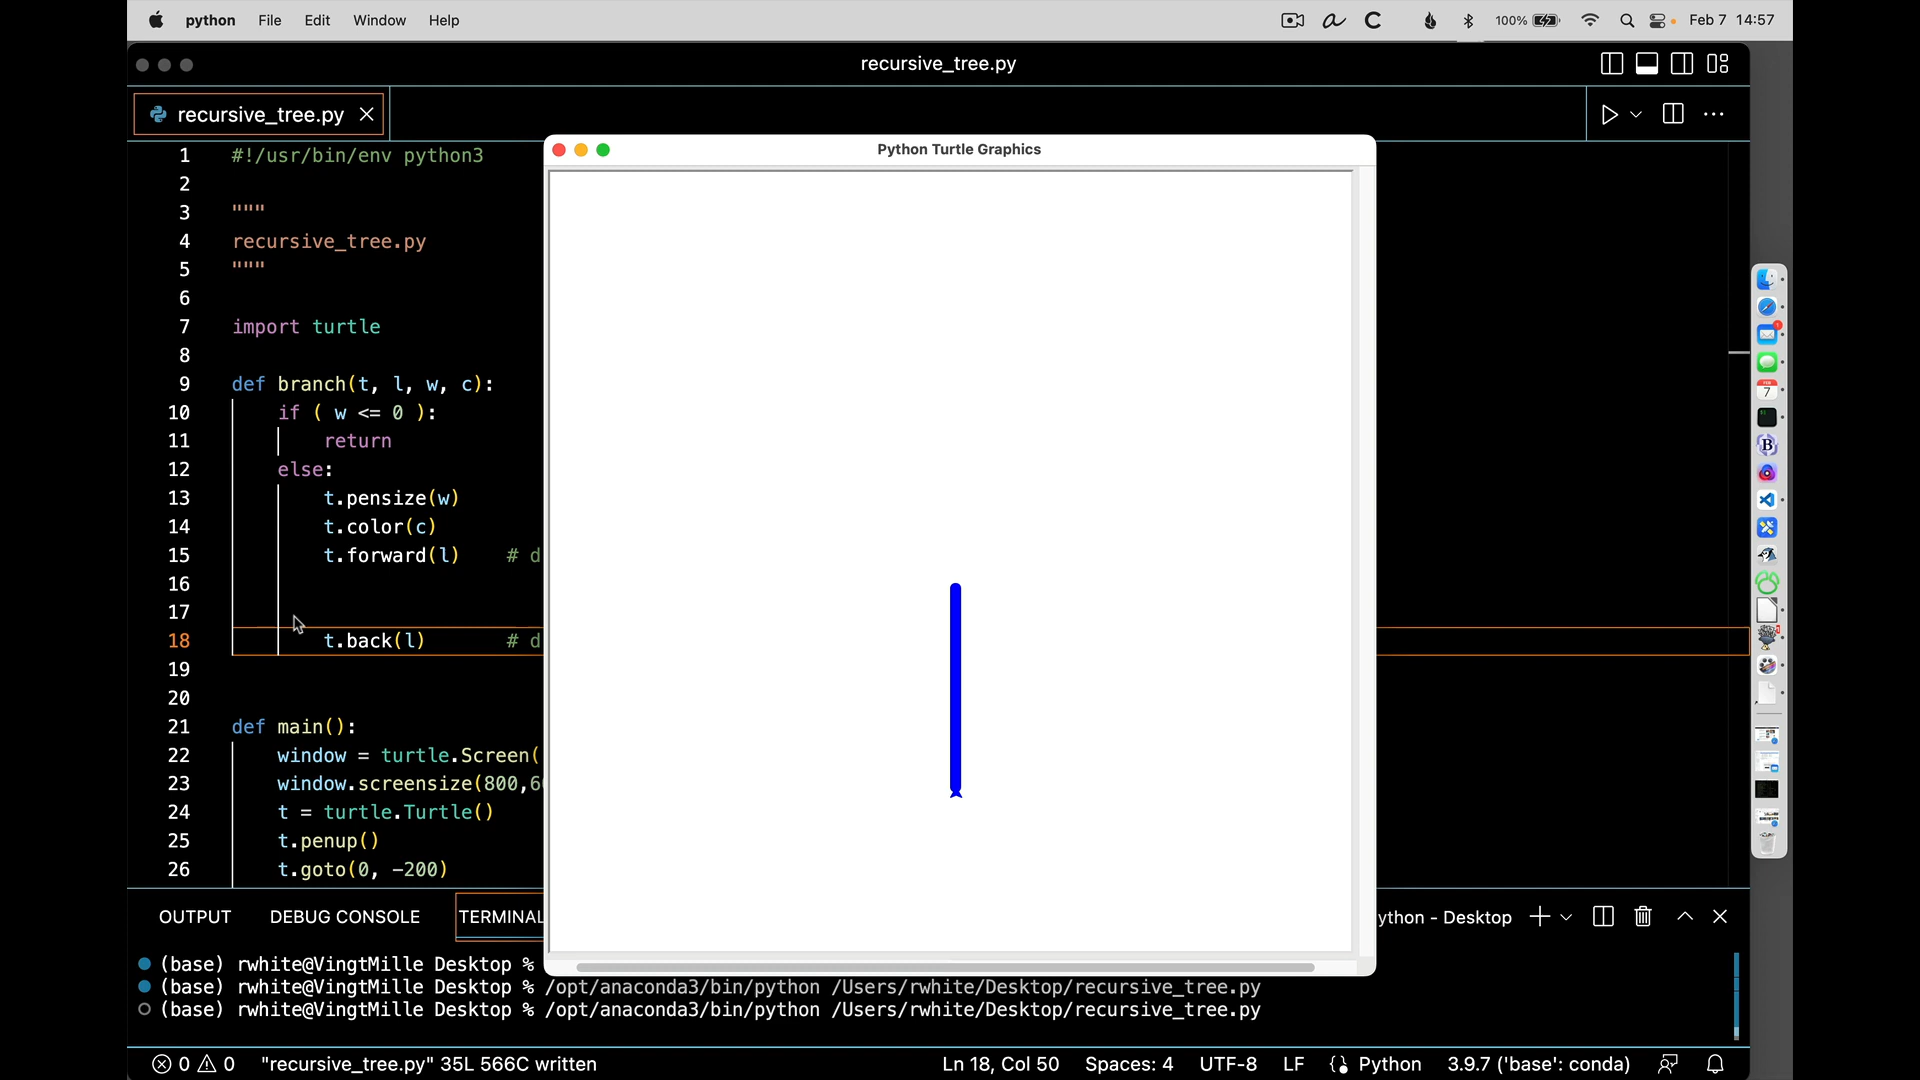 python File Edit Window Help 100% Feb 7 14:57
recursive_tree.py
recursive_tree.py
Python Turtle Graphics
1 #!/usr/bin/env python3
2
3 """
4 recursive_tree.py
5 """
6
7 import turtle
8
9 def branch(t, l, w, c):
10 if ( w <= 0 ):
11 return
12 else:
13 t.pensize(w)
14 t.color(c)
15 t.forward(l) # d
16
17
18 t.back(l) # d
19
20
21 def main():
22 window = turtle.Screen(
23 window.screensize(800,6
24 t = turtle.Turtle()
25 t.penup()
26 t.goto(0, -200)
OUTPUT DEBUG CONSOLE TERMINAL ython - Desktop
(base) rwhite@VingtMille Desktop %
(base) rwhite@VingtMille Desktop % /opt/anaconda3/bin/python /Users/rwhite/Desktop/recursive_tree.py
(base) rwhite@VingtMille Desktop % /opt/anaconda3/bin/python /Users/rwhite/Desktop/recursive_tree.py
0 0 "recursive_tree.py" 35L 566C written Ln 18, Col 50 Spaces: 4 UTF-8 LF Python 3.9.7 ('base': conda)